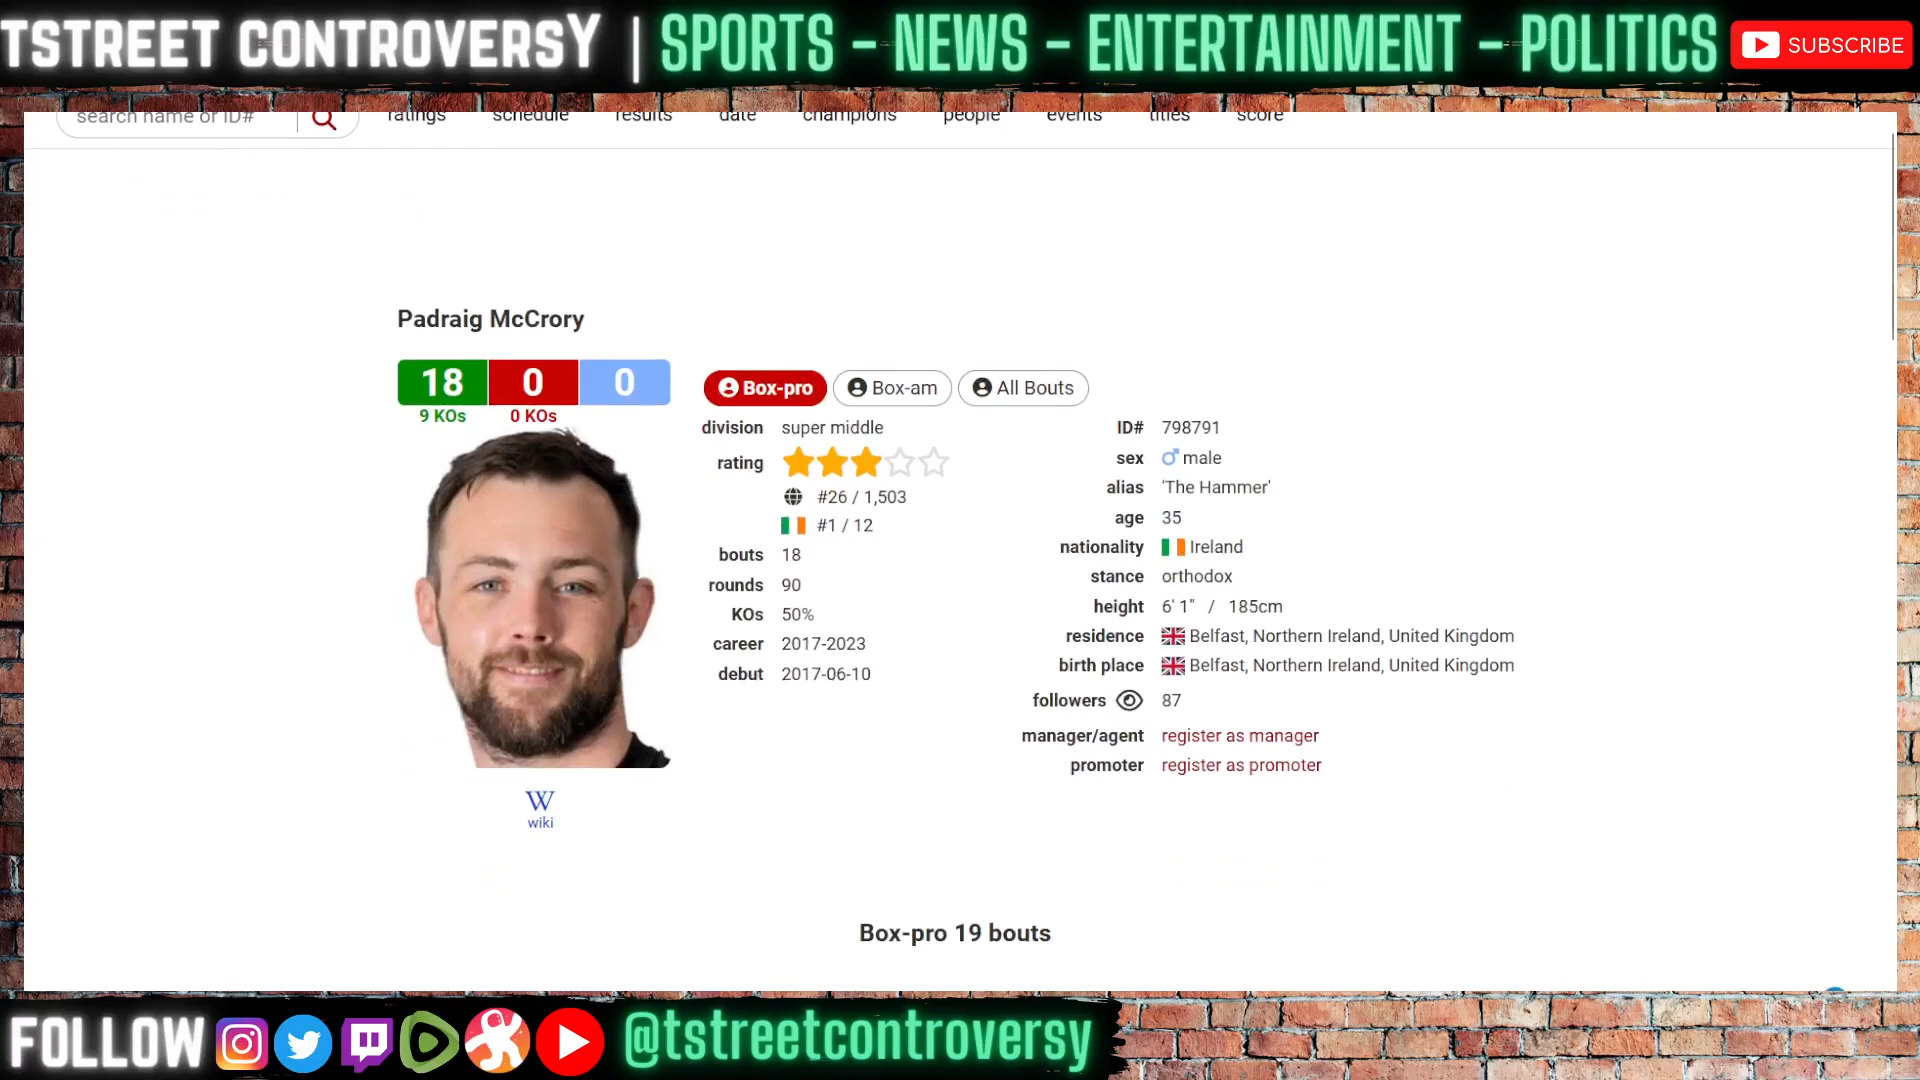 TSTREET CONTROVERSY | SPORTS – NEWS – ENTERTAINMENT – POLITICS SUBSCRIBE
search name or ID# ratings schedule results date champions people events titles score
Padraig McCrory
18 0 0
9 KOs 0 KOs
Box-pro Box-am All Bouts
division super middle
rating
#26 / 1,503
#1 / 12
bouts 18
rounds 90
KOs 50%
career 2017-2023
debut 2017-06-10
ID# 798791
sex male
alias 'The Hammer'
age 35
nationality Ireland
stance orthodox
height 6' 1" / 185cm
residence Belfast, Northern Ireland, United Kingdom
birth place Belfast, Northern Ireland, United Kingdom
followers 87
manager/agent register as manager
promoter register as promoter
W
wiki
Box-pro 19 bouts
FOLLOW @tstreetcontroversy